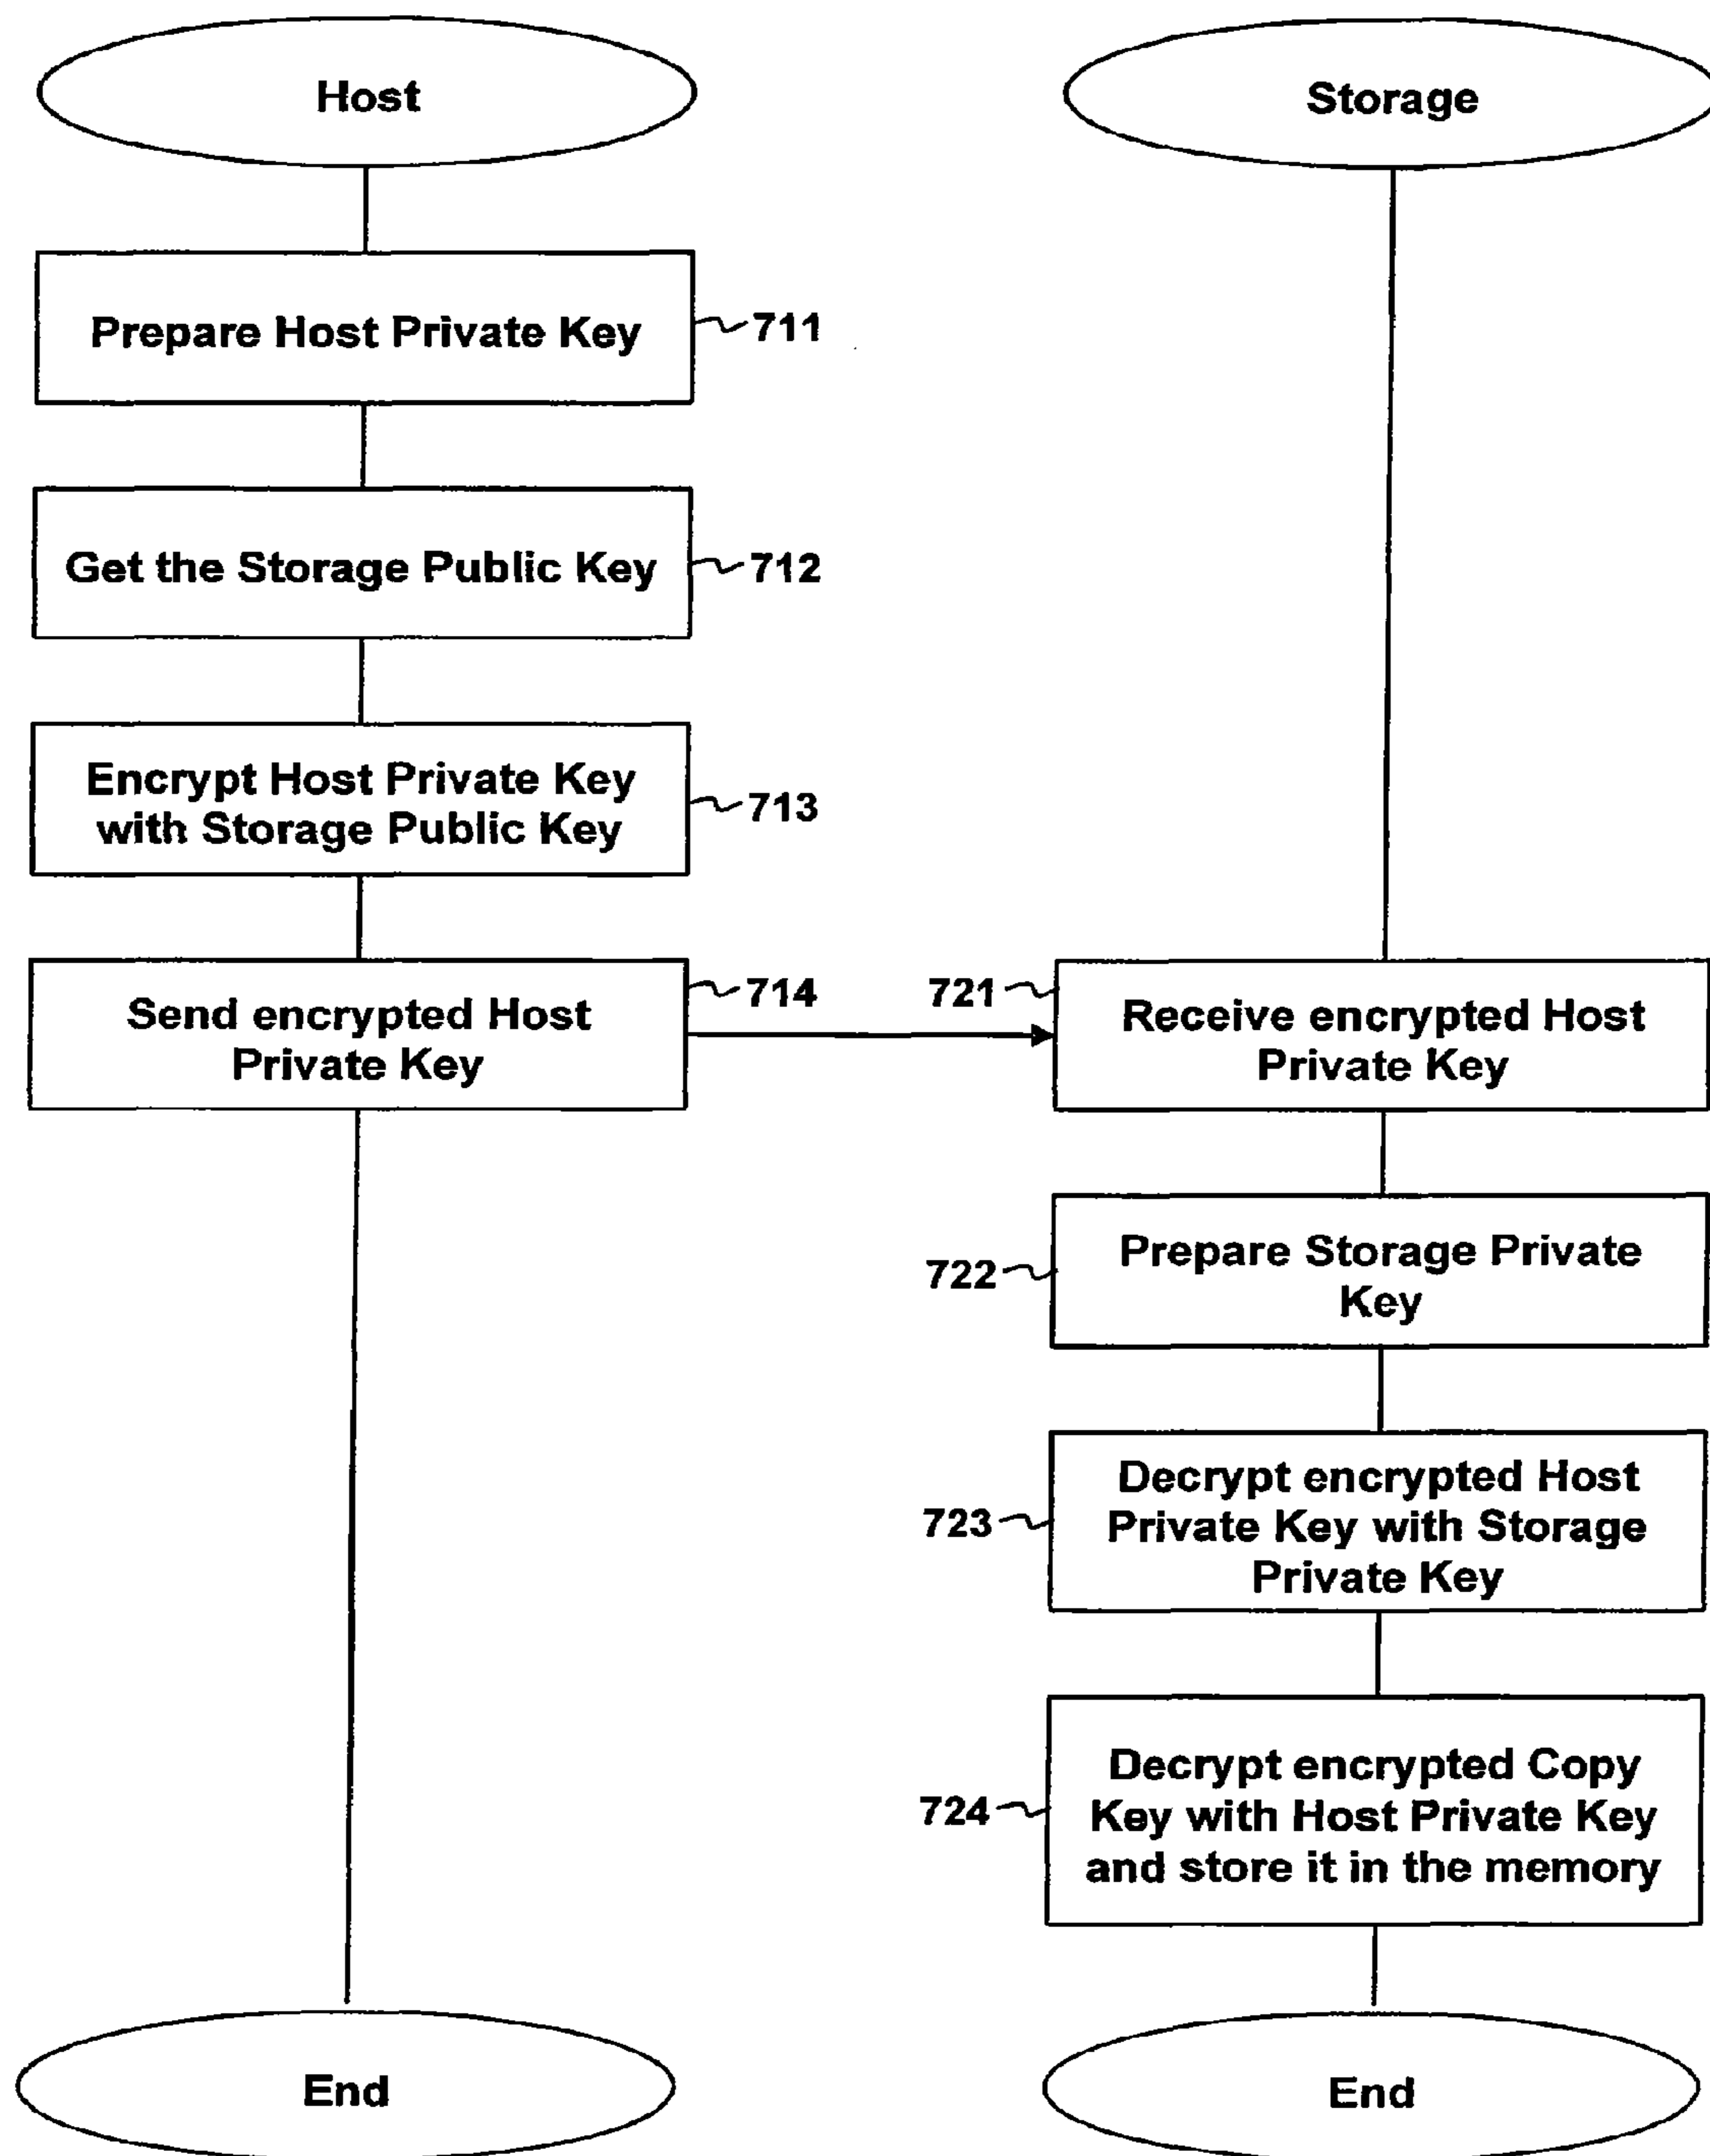 Host
Prepare Host Private Key
711
Get the Storage Public Key
712
Encrypt Host Private Key
with Storage Public Key
713
Send encrypted Host
Private Key
714
Storage
721
Receive encrypted Host
Private Key
722
Prepare Storage Private
Key
723
Decrypt encrypted Host
Private Key with Storage
Private Key
724
Decrypt encrypted Copy
Key with Host Private Key
and store it in the memory
End
End